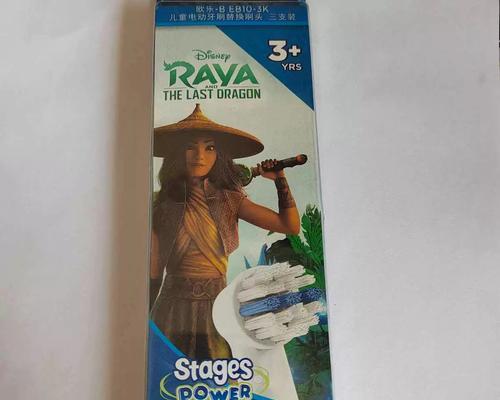 欧乐-B EB10-3K
儿童电动牙刷替换刷头 三支装
3+
YRS
Disney
RAYA
AND
THE LAST DRAGON
Stages
POWER